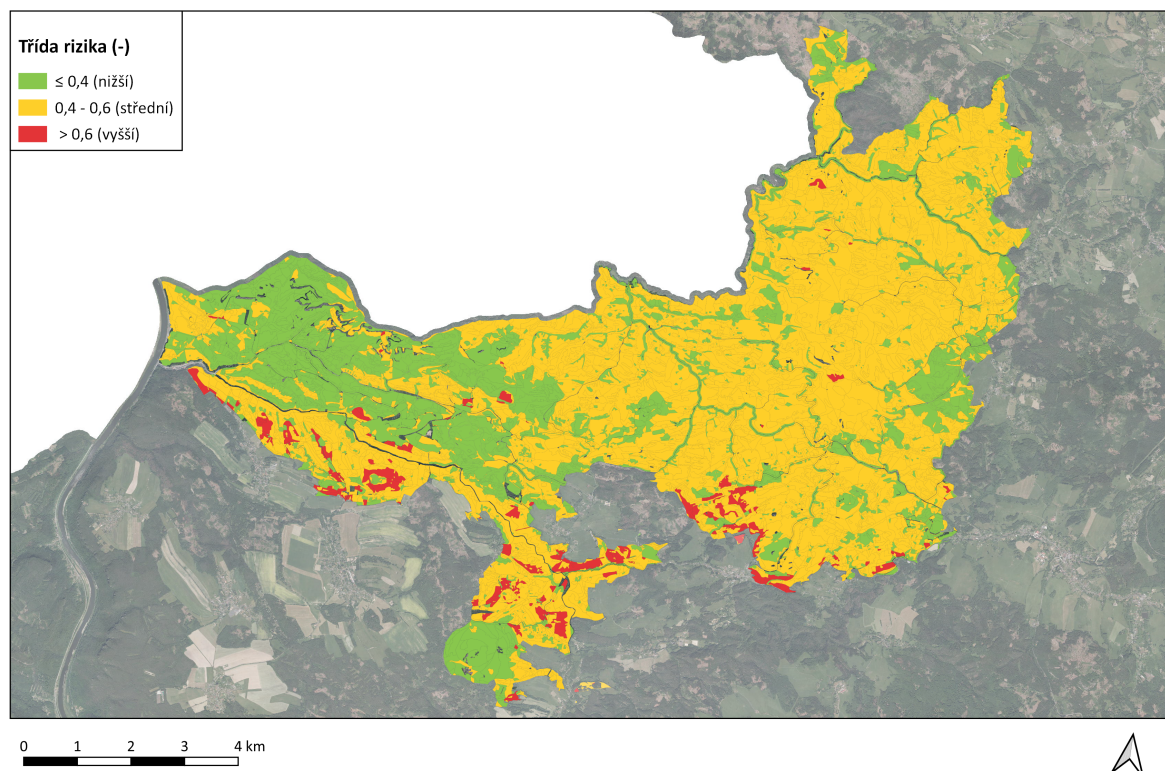 Třída rizika (-)
≤ 0,4 (nižší)
0,4 - 0,6 (střední)
> 0,6 (vyšší)
0 1 2 3 4 km